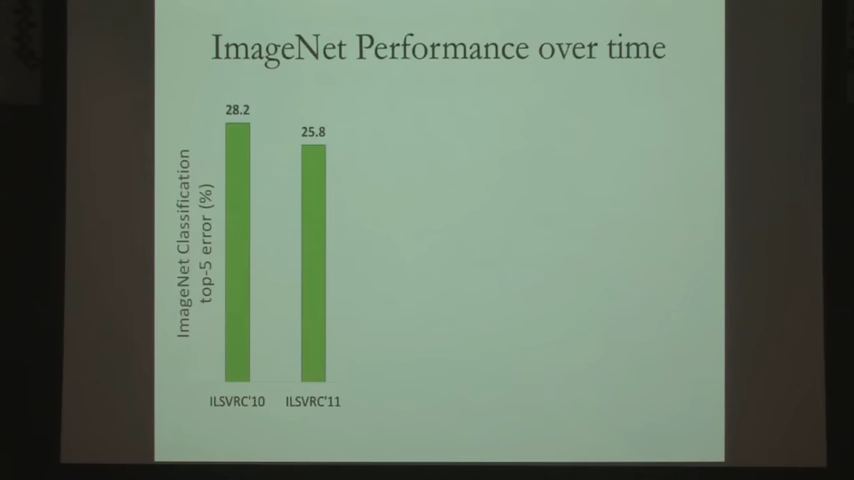 ImageNet Performance over time
28.2
25.8
ImageNet Classification
top-5 error (%)
ILSVRC'10 ILSVRC'11